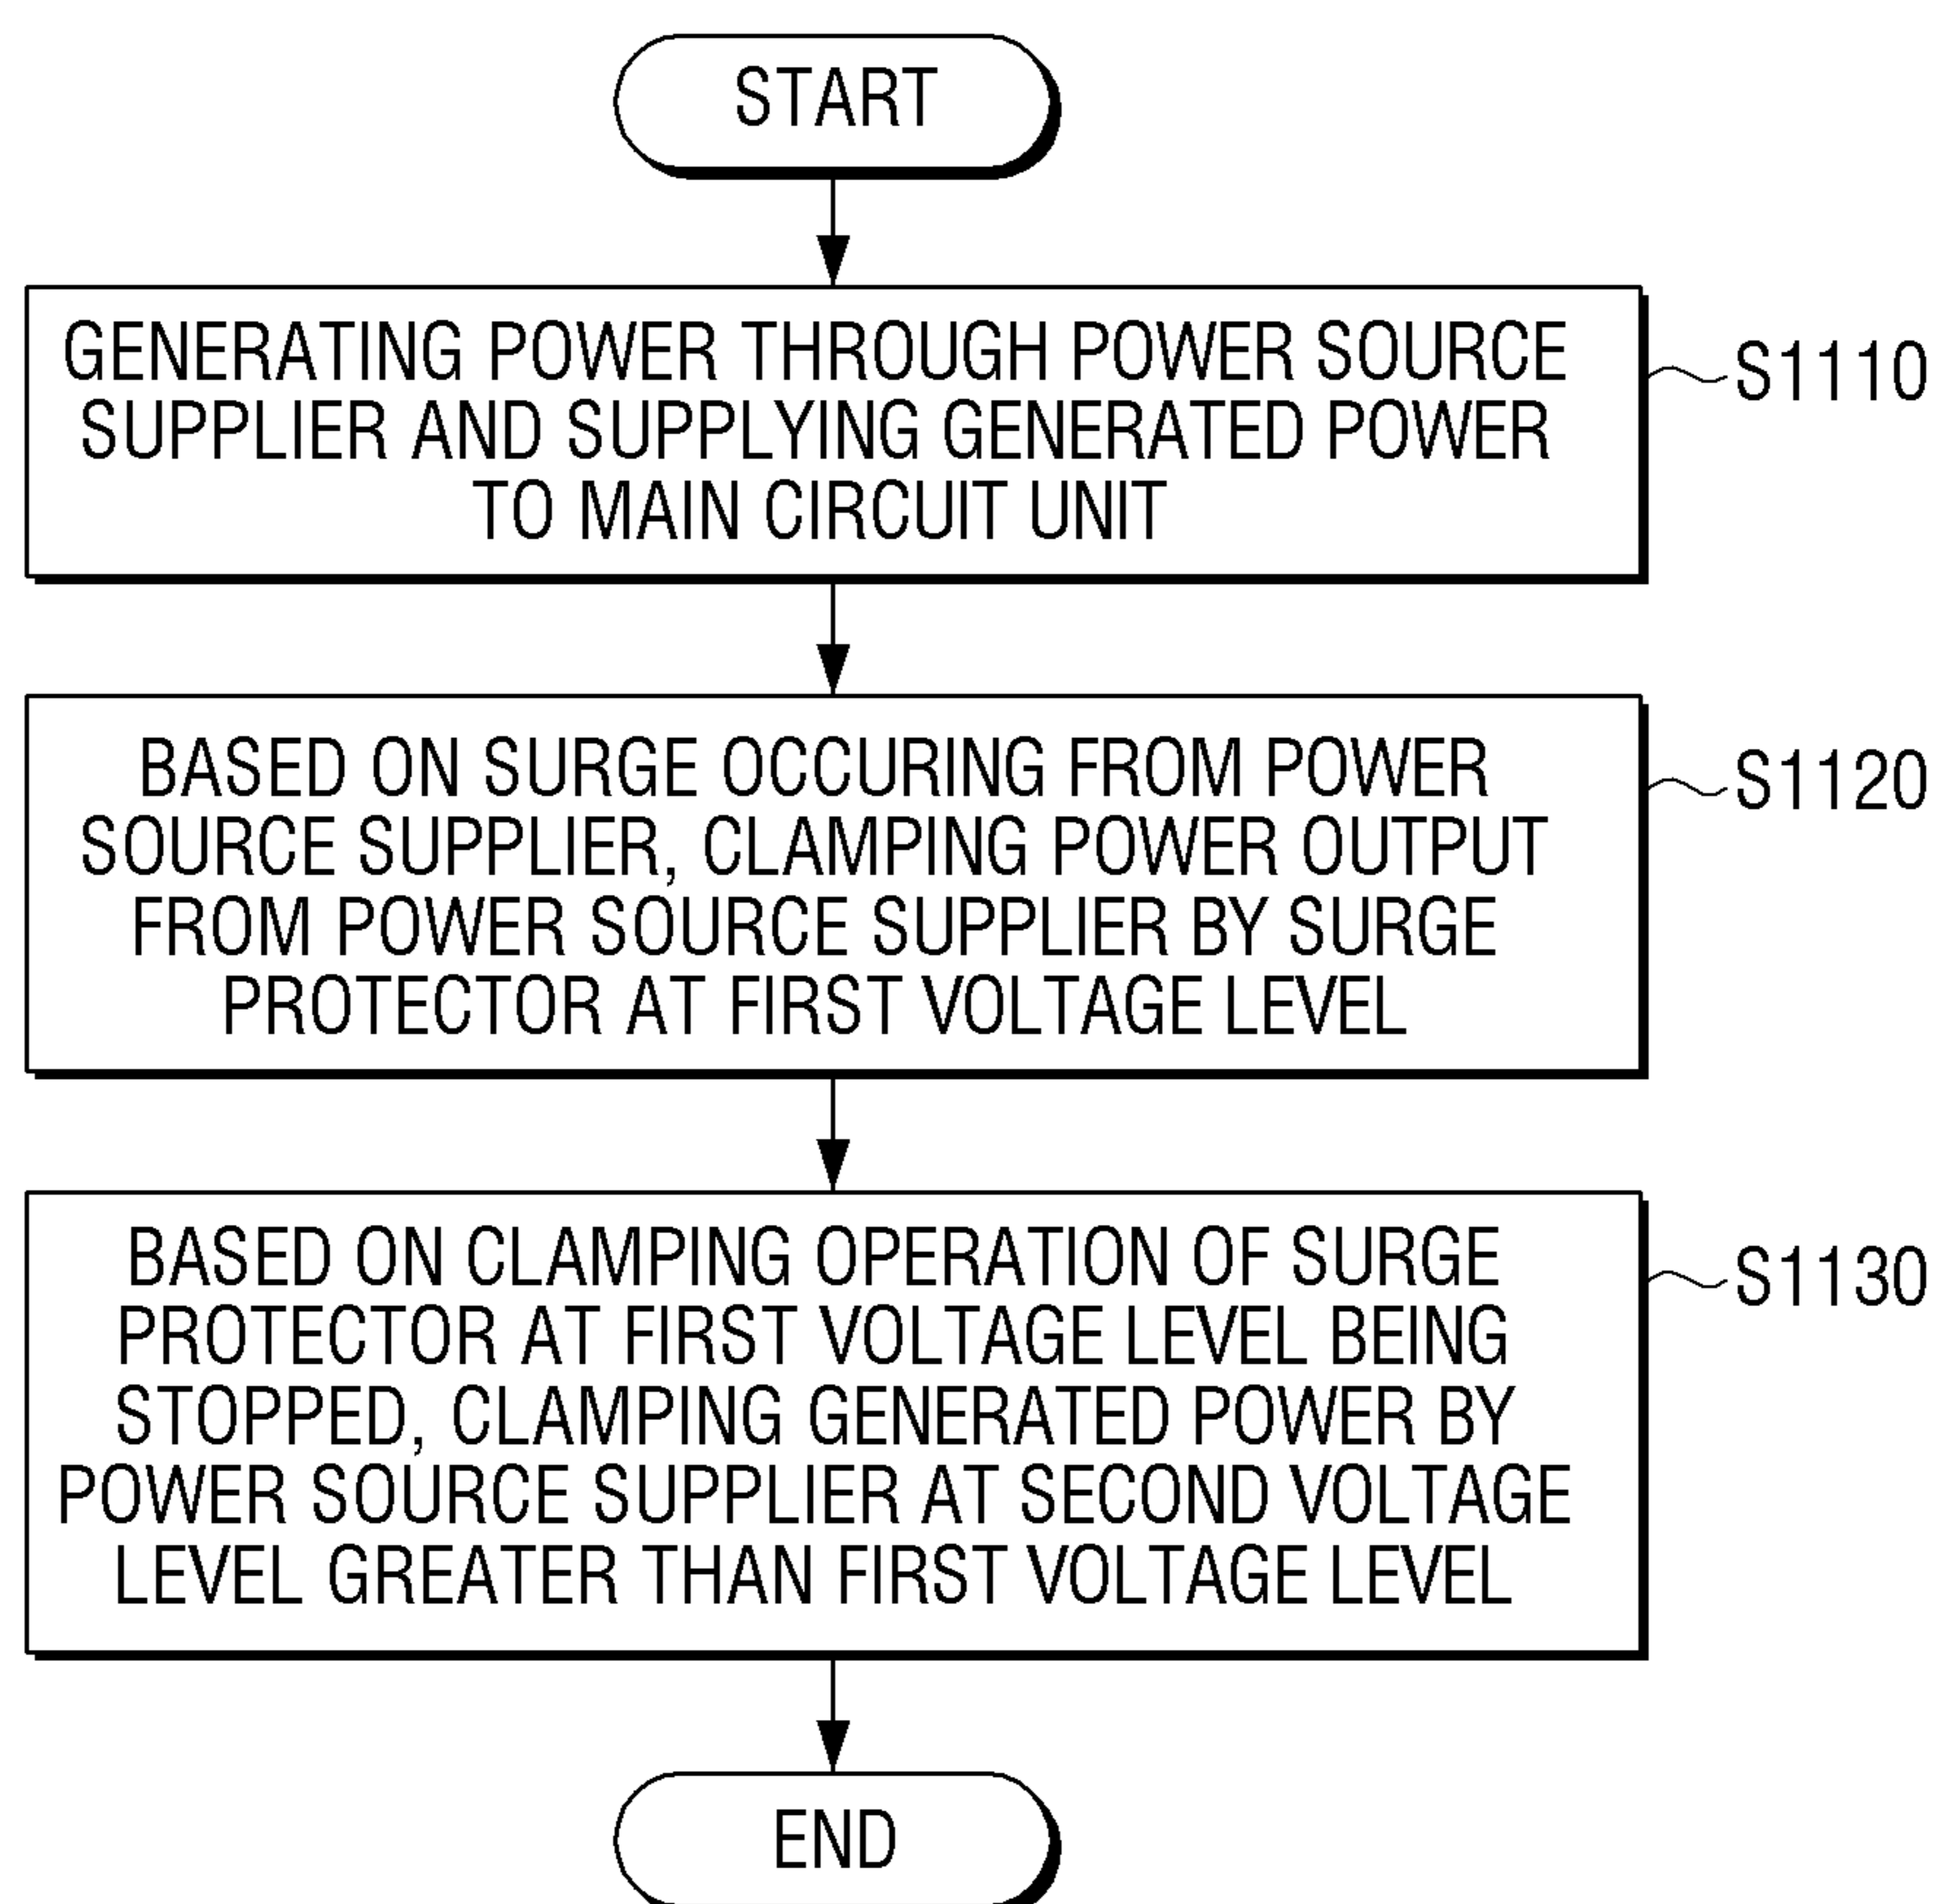 START
GENERATING POWER THROUGH POWER SOURCE
SUPPLIER AND SUPPLYING GENERATED POWER
TO MAIN CIRCUIT UNIT
S1110
BASED ON SURGE OCCURING FROM POWER
SOURCE SUPPLIER, CLAMPING POWER OUTPUT
FROM POWER SOURCE SUPPLIER BY SURGE
PROTECTOR AT FIRST VOLTAGE LEVEL
S1120
BASED ON CLAMPING OPERATION OF SURGE
PROTECTOR AT FIRST VOLTAGE LEVEL BEING
STOPPED, CLAMPING GENERATED POWER BY
POWER SOURCE SUPPLIER AT SECOND VOLTAGE
LEVEL GREATER THAN FIRST VOLTAGE LEVEL
S1130
END